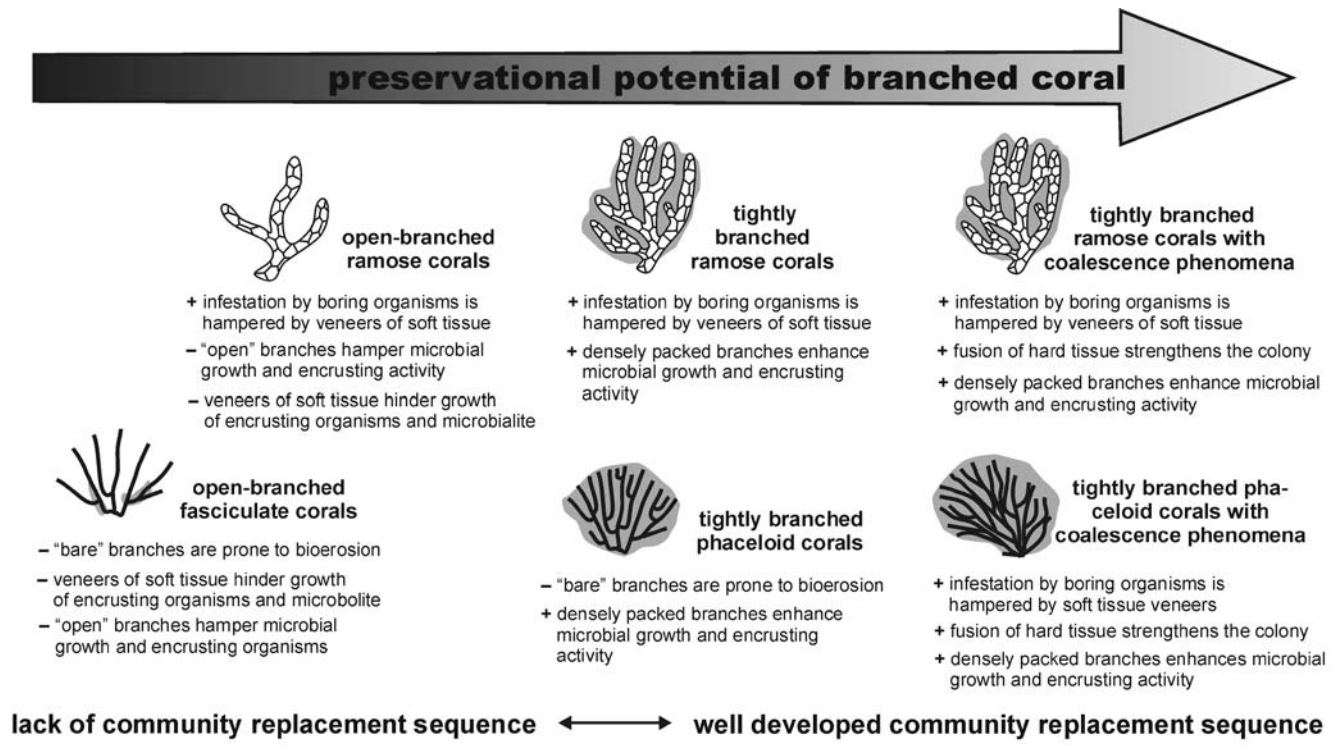 preservational potential of branched coral
open-branched
ramose corals
+ infestation by boring organisms is
hampered by veneers of soft tissue
– "open" branches hamper microbial
growth and encrusting activity
– veneers of soft tissue hinder growth
of encrusting organisms and microbialite
tightly
branched
ramose corals
+ infestation by boring organisms is
hampered by veneers of soft tissue
+ densely packed branches enhance
microbial growth and encrusting
activity
tightly branched
ramose corals with
coalescence phenomena
+ infestation by boring organisms is
hampered by veneers of soft tissue
+ fusion of hard tissue strengthens the colony
+ densely packed branches enhance microbial
growth and encrusting activity
open-branched
fasciculate corals
– "bare" branches are prone to bioerosion
– veneers of soft tissue hinder growth
of encrusting organisms and microbolite
– "open" branches hamper microbial
growth and encrusting organisms
tightly branched
phaceloid corals
– "bare" branches are prone to bioerosion
+ densely packed branches enhance
microbial growth and encrusting
activity
tightly branched pha-
celoid corals with
coalescence phenomena
+ infestation by boring organisms is
hampered by soft tissue veneers
+ fusion of hard tissue strengthens the colony
+ densely packed branches enhances microbial
growth and encrusting activity
lack of community replacement sequence
well developed community replacement sequence